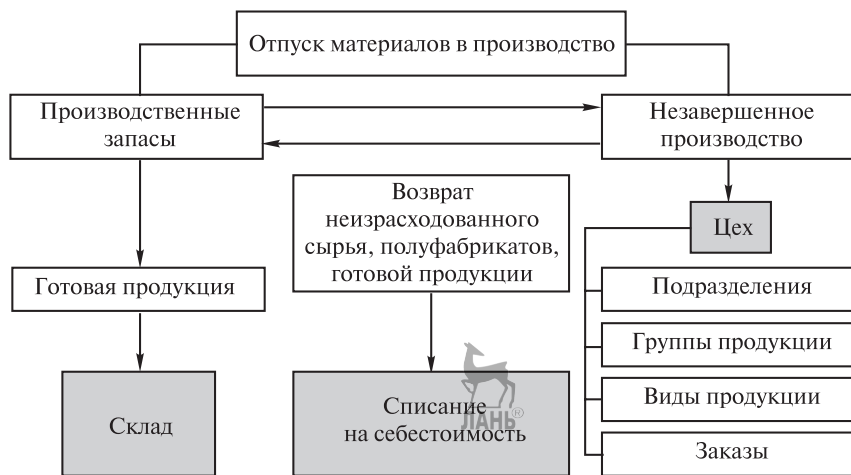 Отпуск материалов в производство
Производственные
запасы
Незавершенное
производство
Возврат
неизрасходованного
сырья, полуфабрикатов,
готовой продукции
Цех
Готовая продукция
Подразделения
Группы продукции
Виды продукции
Заказы
Склад
Списание
на себестоимость
ЛАНЬ®